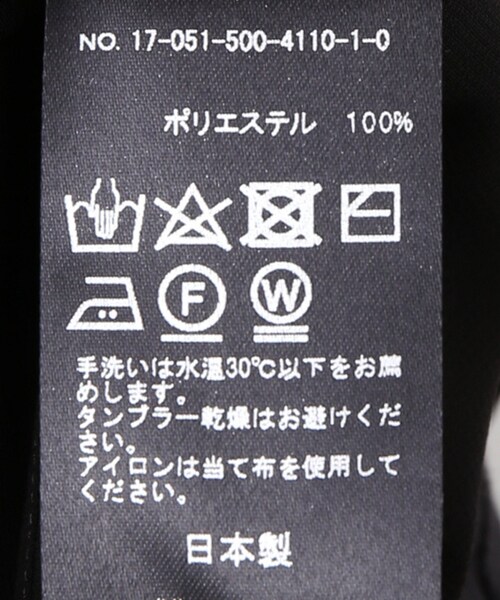 NO. 17-051-500-4110-1-0
ポリエステル 100%
F
W
手洗いは水温30℃以下をお薦
めします。
タンブラー乾燥はお避けくだ
さい。
アイロンは当て布を使用して
ください。
日本製